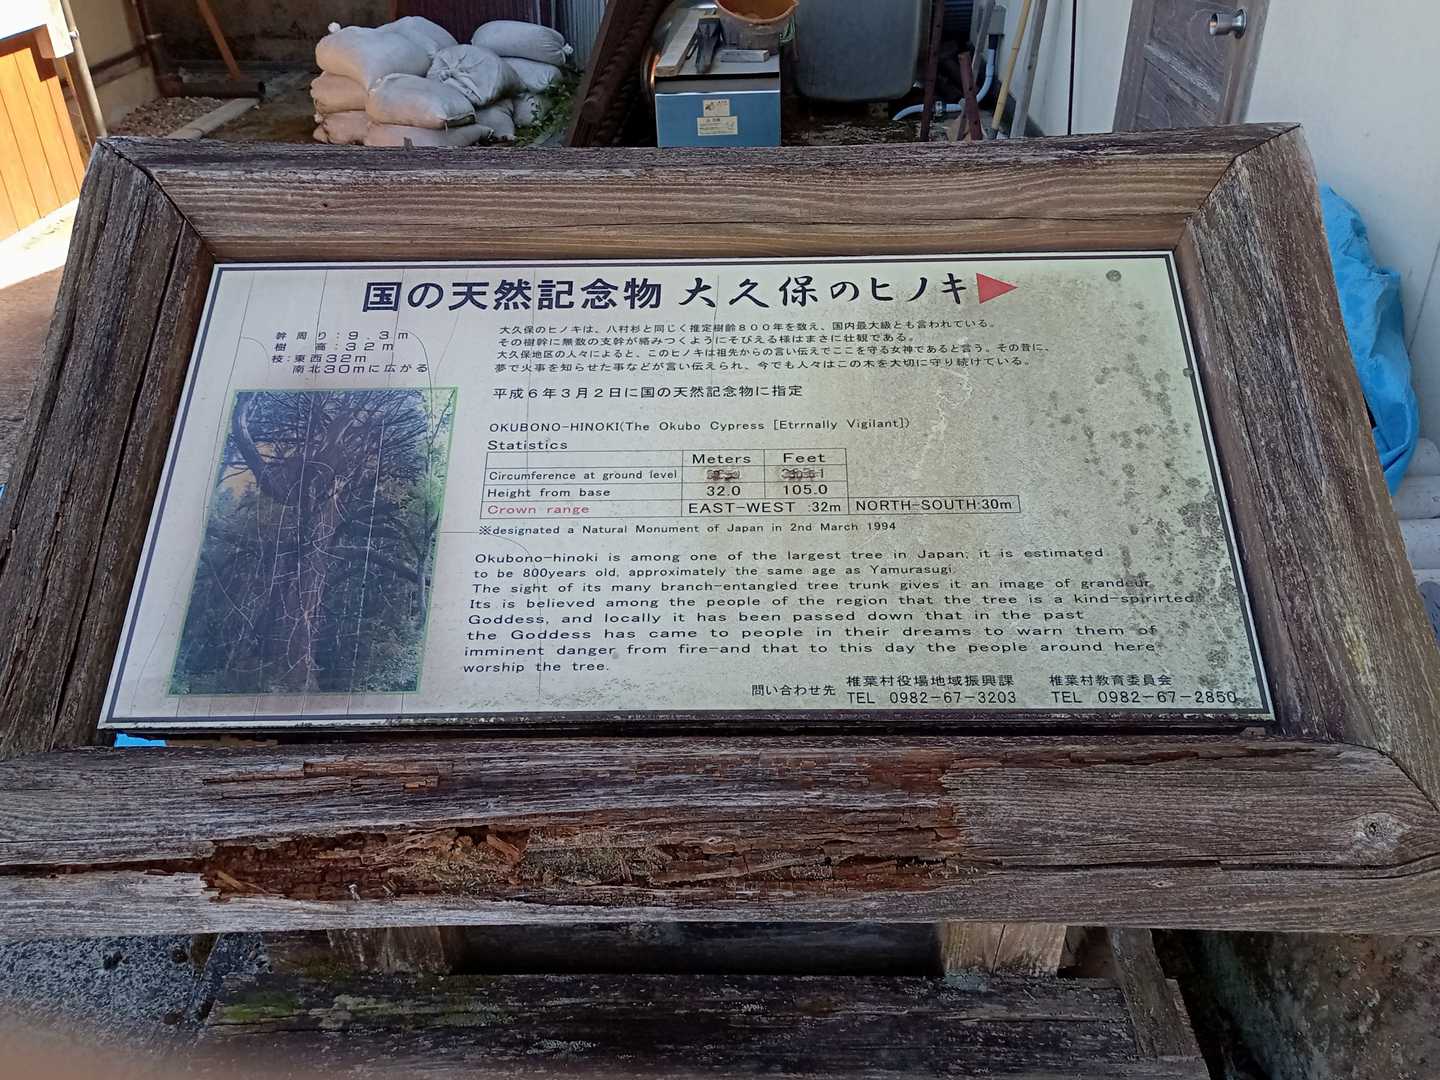 国の天然記念物 大久保のヒノキ
幹周り:9.3m
樹高:32m
枝:東西32m
南北30mに広がる
大久保のヒノキは、八村杉と同じく推定樹齢800年を数え、国内最大級とも言われている。
その樹幹に無数の支幹が絡みつくようにそびえる様はまさに壮観である。
大久保地区の人々によると、このヒノキは祖先からの言い伝えでここを守る女神であると言う。その昔に、
夢で火事を知らせた事などが言い伝えられ、今でも人々はこの木を大切に守り続けている。
平成6年3月2日に国の天然記念物に指定
OKUBONO-HINOKI(The Okubo Cypress [Etrrnally Vigilant])
Statistics
Meters Feet
Circumference at ground level
Height from base 32.0 105.0
Crown range EAST-WEST :32m NORTH-SOUTH:30m
※designated a Natural Monument of Japan in 2nd March 1994
Okubono-hinoki is among one of the largest tree in Japan, it is estimated
to be 800years old, approximately the same age as Yamurasugi.
The sight of its many branch-entangled tree trunk gives it an image of grandeur.
Its is believed among the people of the region that the tree is a kind-spirirted
Goddess, and locally it has been passed down that in the past
the Goddess has came to people in their dreams to warn them of
imminent danger from fire-and that to this day the people around here
worship the tree.
問い合わせ先 椎葉村役場地域振興課 椎葉村教育委員会
TEL 0982-67-3203 TEL 0982-67-2850